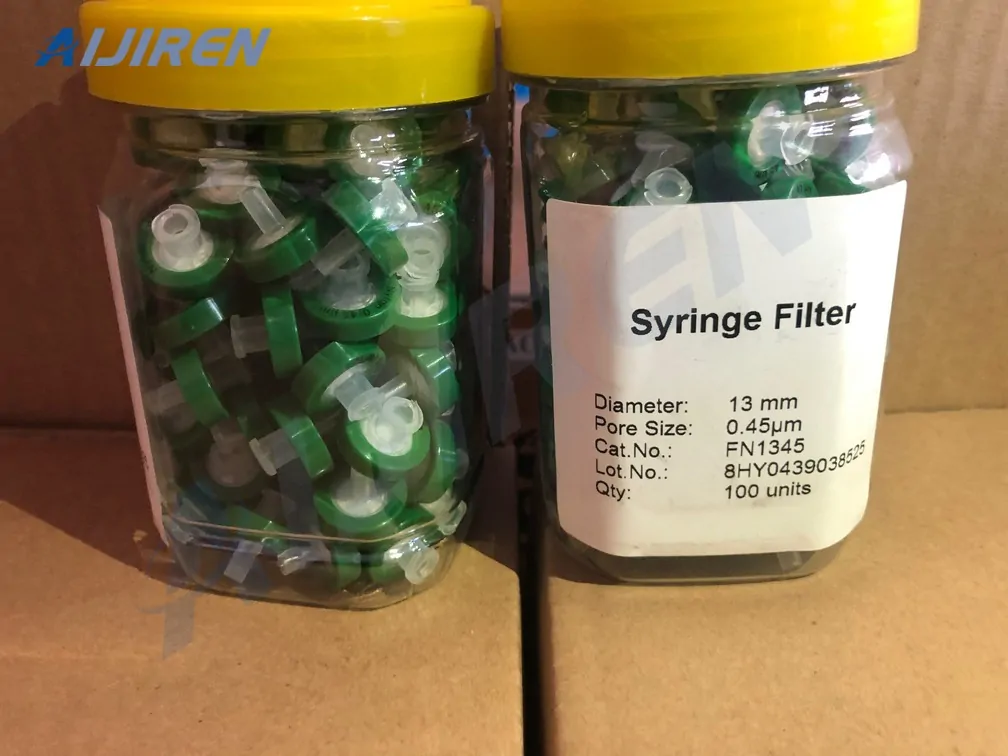 AIJIREN
Syringe Filter
Diameter: 13 mm
Pore Size: 0.45µm
Cat.No.: FN1345
Lot.No.: 8HY0439038525
Qty: 100 units